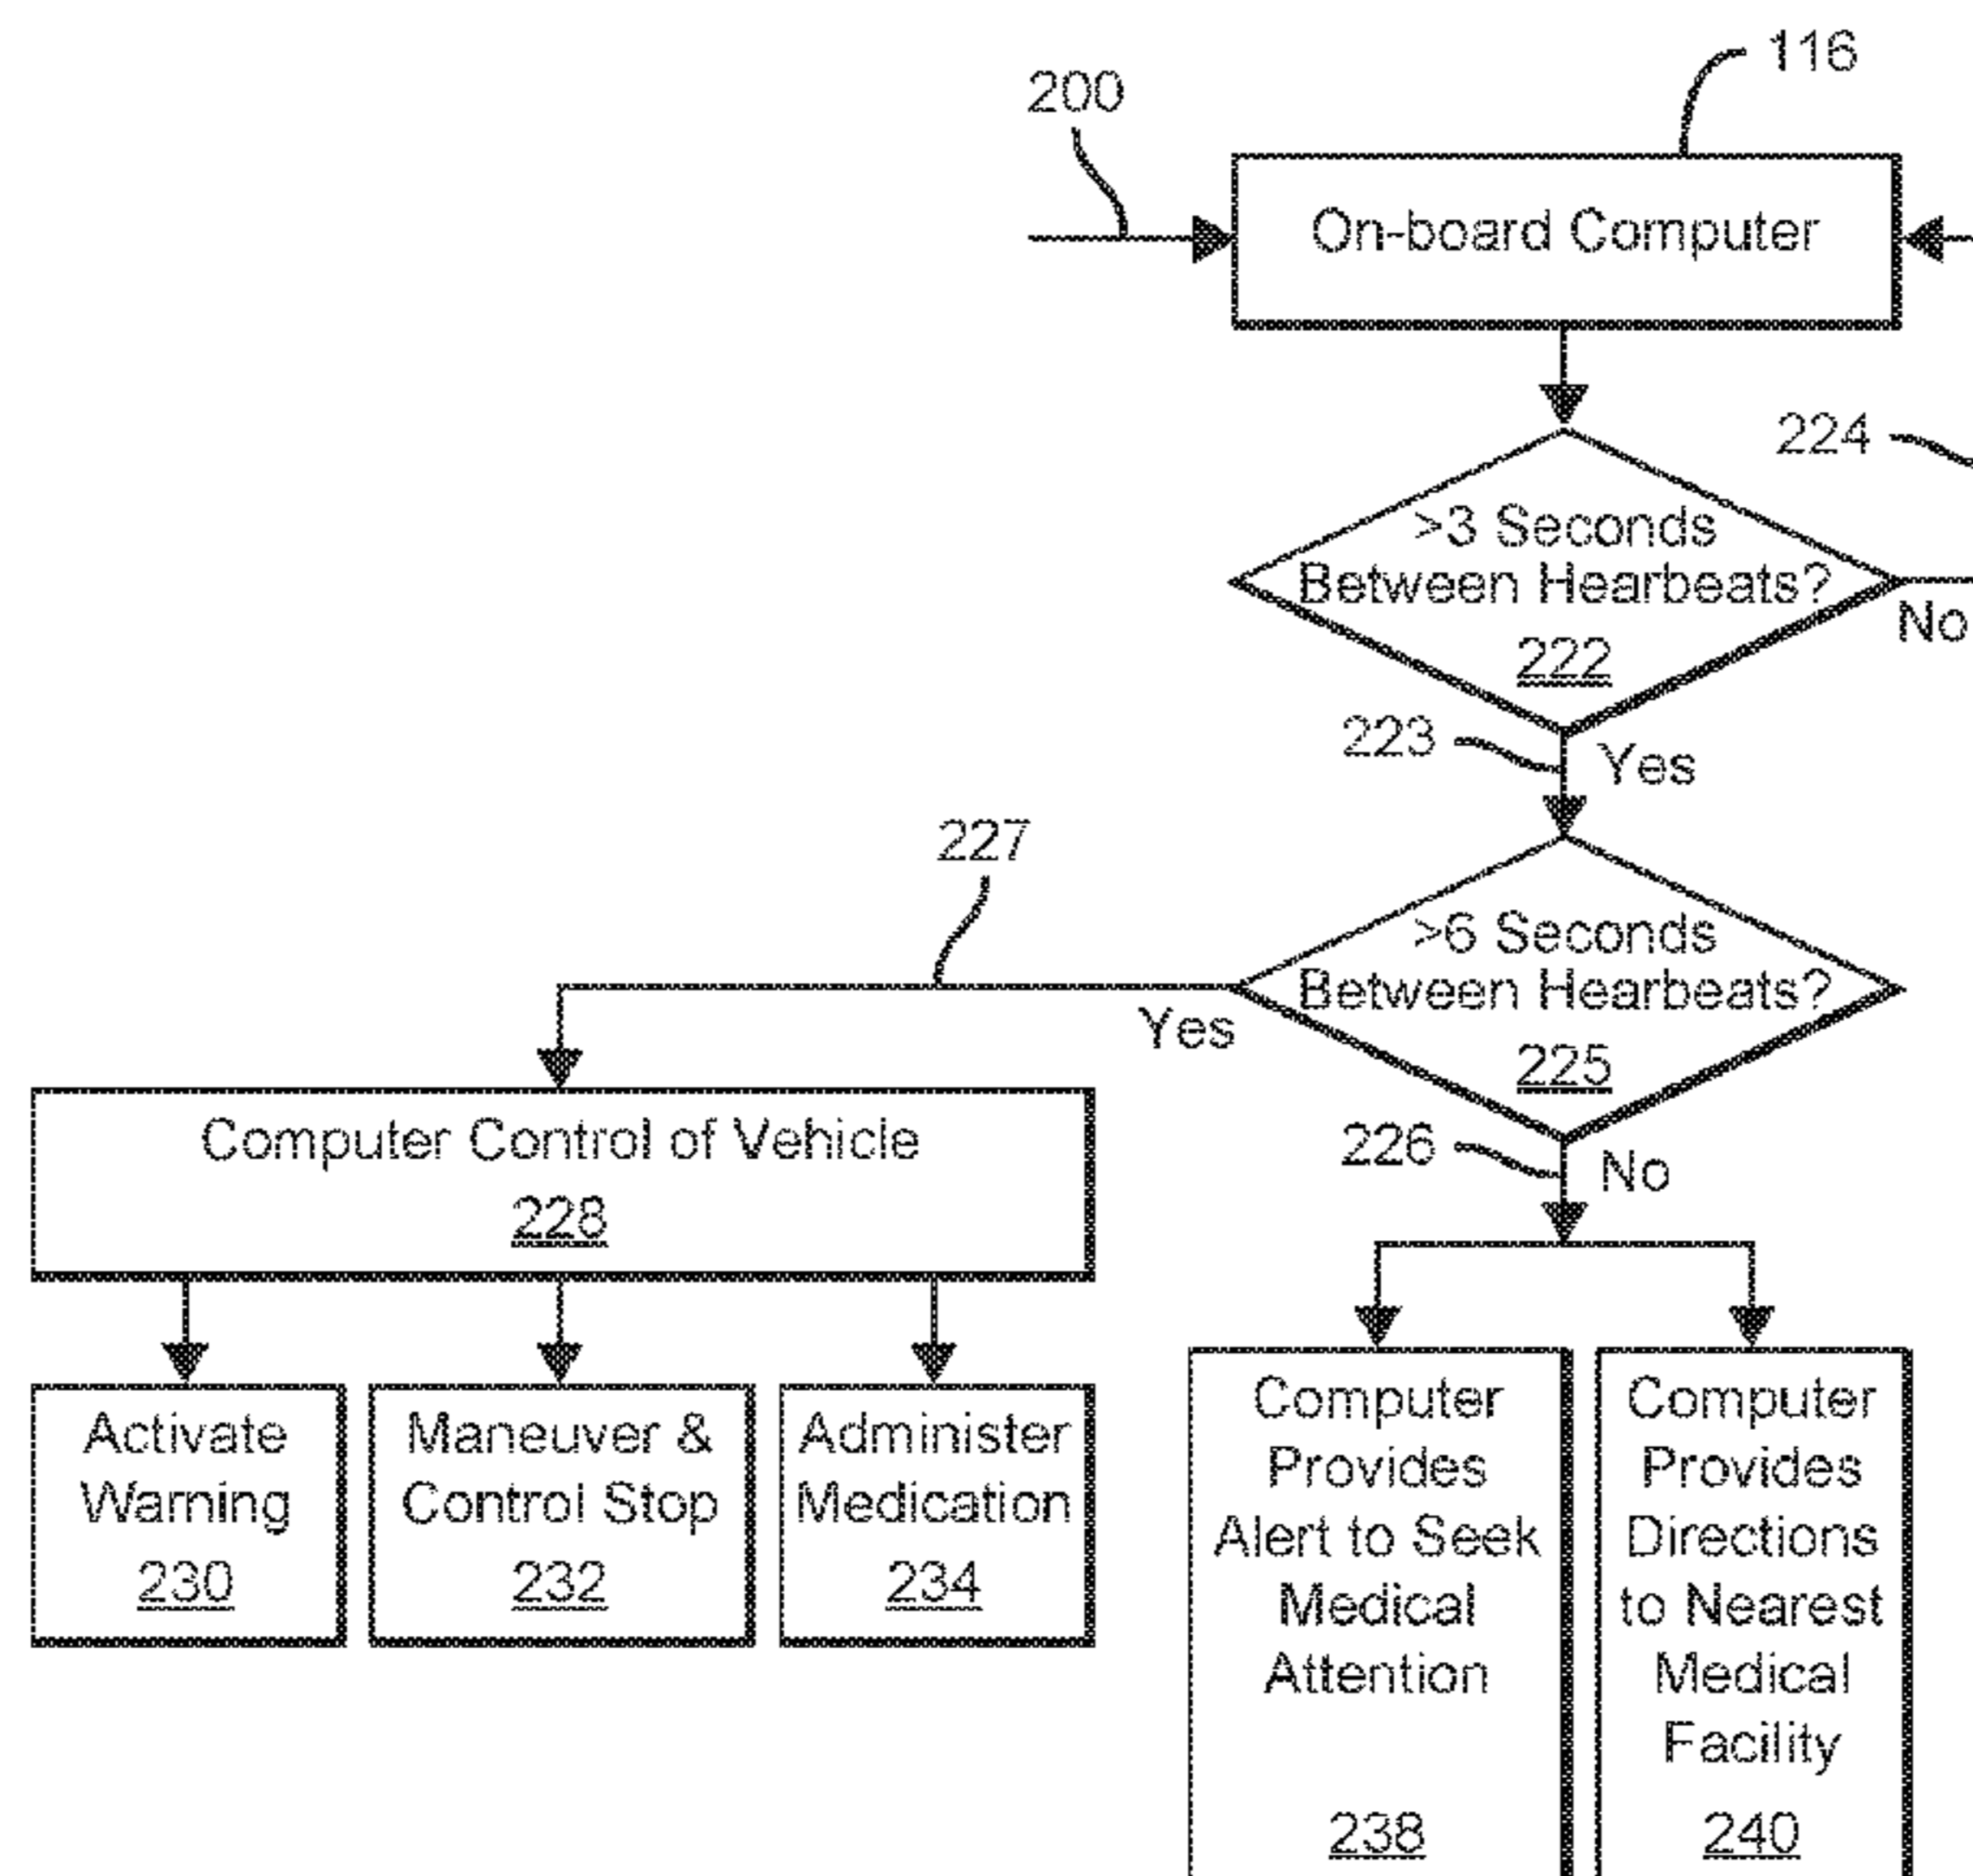 116
200
On-board Computer
224
>3 Seconds
Between Hearbeats?
222
No
223
Yes
227
>6 Seconds
Between Hearbeats?
225
Yes
226
No
Computer Control of Vehicle
228
Activate
Warning
230
Maneuver &
Control Stop
232
Administer
Medication
234
Computer
Provides
Alert to Seek
Medical
Attention
238
Computer
Provides
Directions
to Nearest
Medical
Facility
240